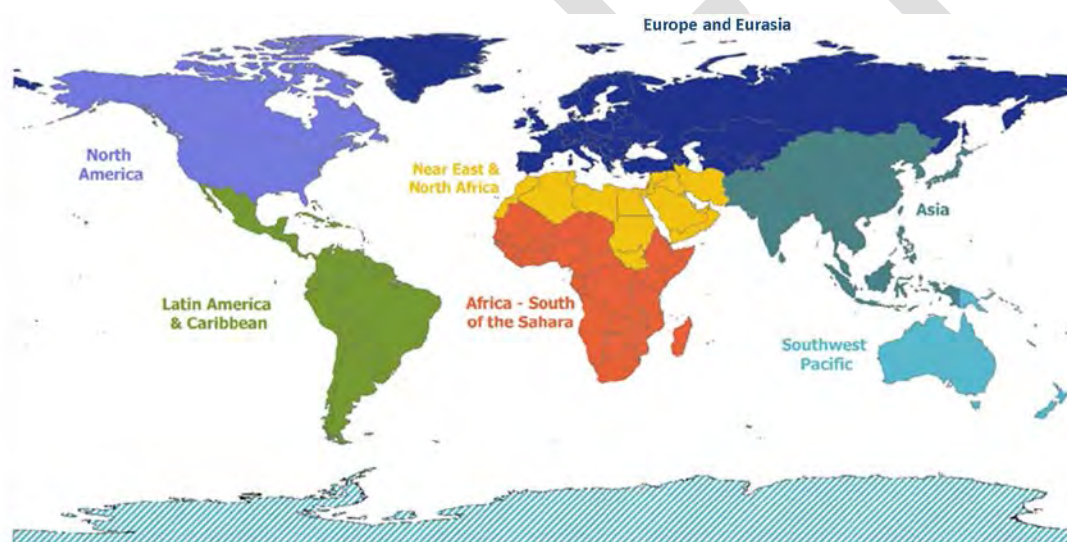 Europe and Eurasia
North
America
Near East &
North Africa
Asia
Latin America
& Caribbean
Africa - South
of the Sahara
Southwest
Pacific